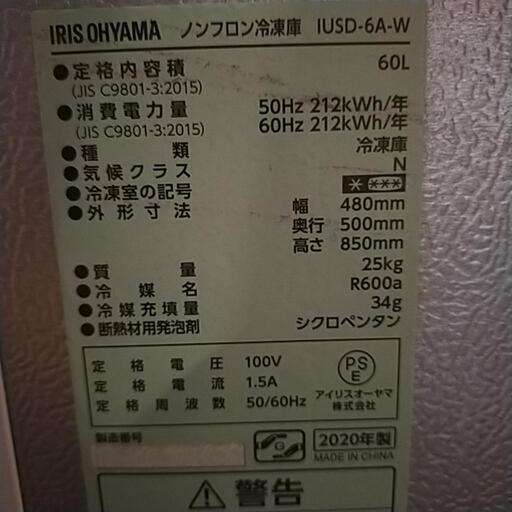 IRIS OHYAMA ノンフロン冷凍庫 IUSD-6A-W
●定格内容積 60L
(JIS C9801-3:2015)
●消費電力量 50Hz 212kWh/年
(JIS C9801-3:2015) 60Hz 212kWh/年
●種類 冷凍庫
●気候クラス N
●冷凍室の記号 * ***
●外形寸法 幅 480mm
奥行 500mm
高さ 850mm
●質量 25kg
●冷媒名 R600a
●冷媒充填量 34g
●断熱材用発泡剤 シクロペンタン
定格電圧 100V
定格電流 1.5A
定格周波数 50/60Hz
PSE
アイリスオーヤマ
株式会社
製造番号
G
2020年製
MADE IN CHINA
警告